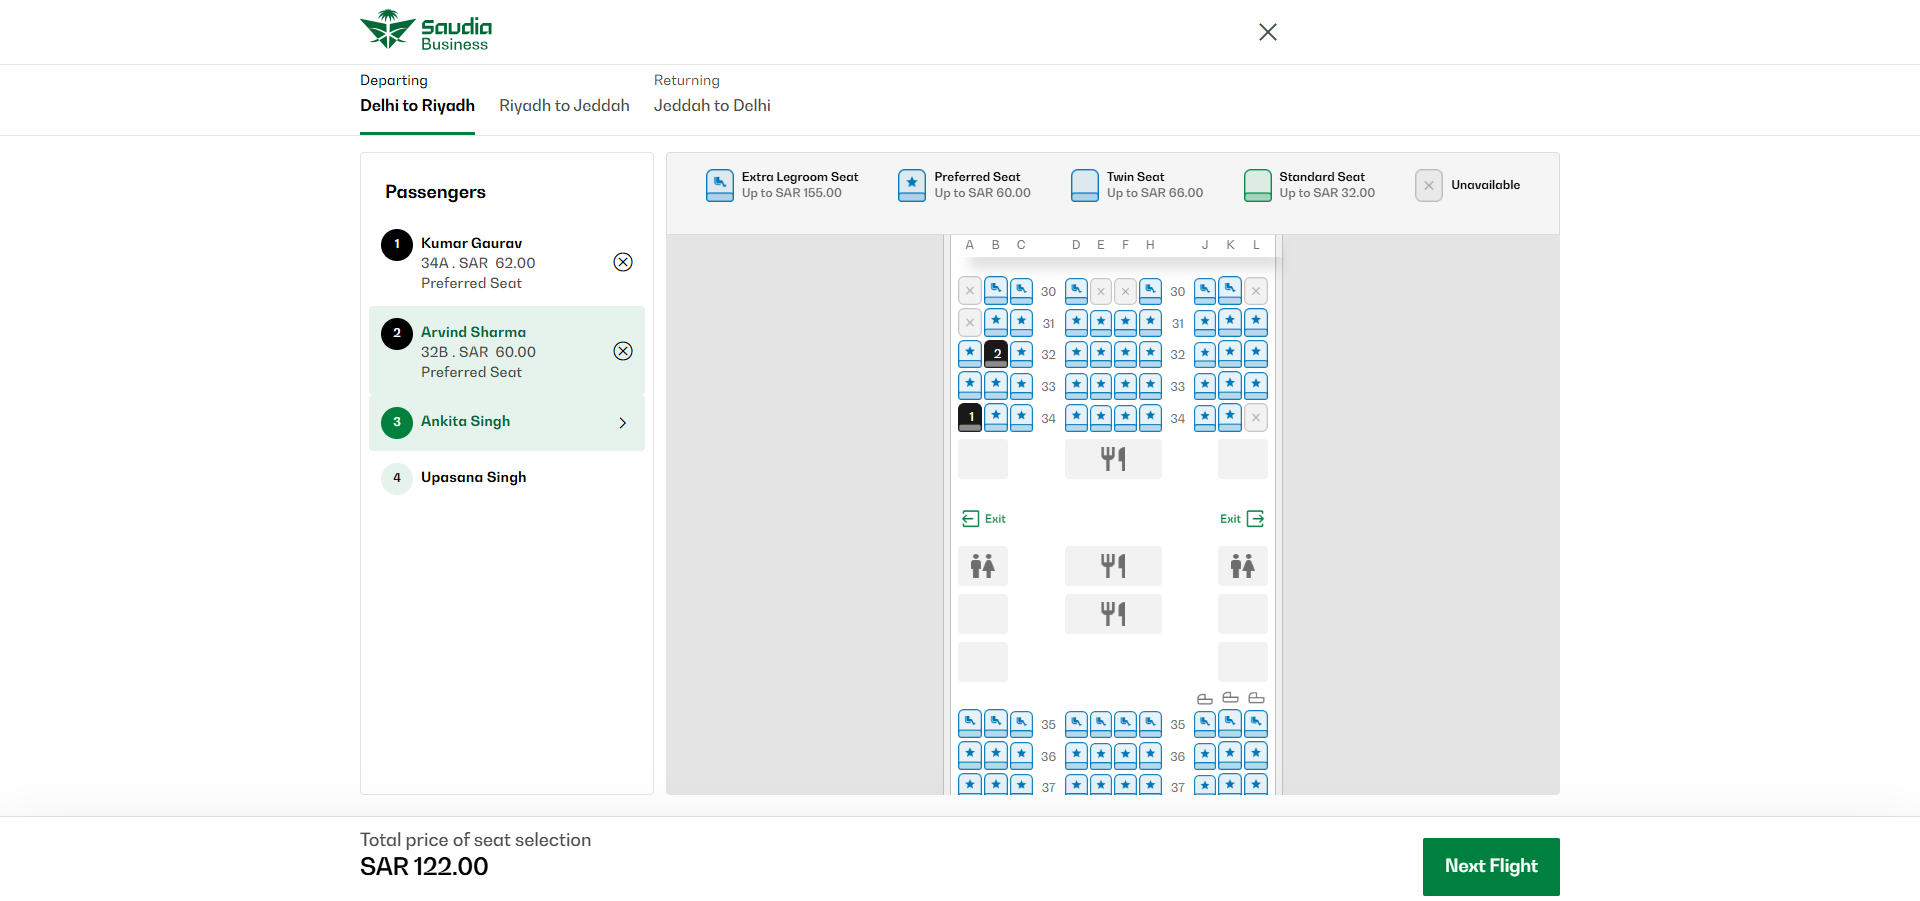 Saudia
Business
Departing
Returning
Delhi to Riyadh
Riyadh to Jeddah
Jeddah to Delhi
Passengers
1
Kumar Gaurav
34A . SAR 62.00
Preferred Seat
2
Arvind Sharma
32B . SAR 60.00
Preferred Seat
3
Ankita Singh
4
Upasana Singh
Extra Legroom Seat
Up to SAR 155.00
Preferred Seat
Up to SAR 60.00
Twin Seat
Up to SAR 66.00
Standard Seat
Up to SAR 32.00
Unavailable
A B C D E F H J K L
30 30
31 31
2 32 32
33 33
1 34 34
Exit Exit
35 35
36 36
37 37
Total price of seat selection
SAR 122.00
Next Flight